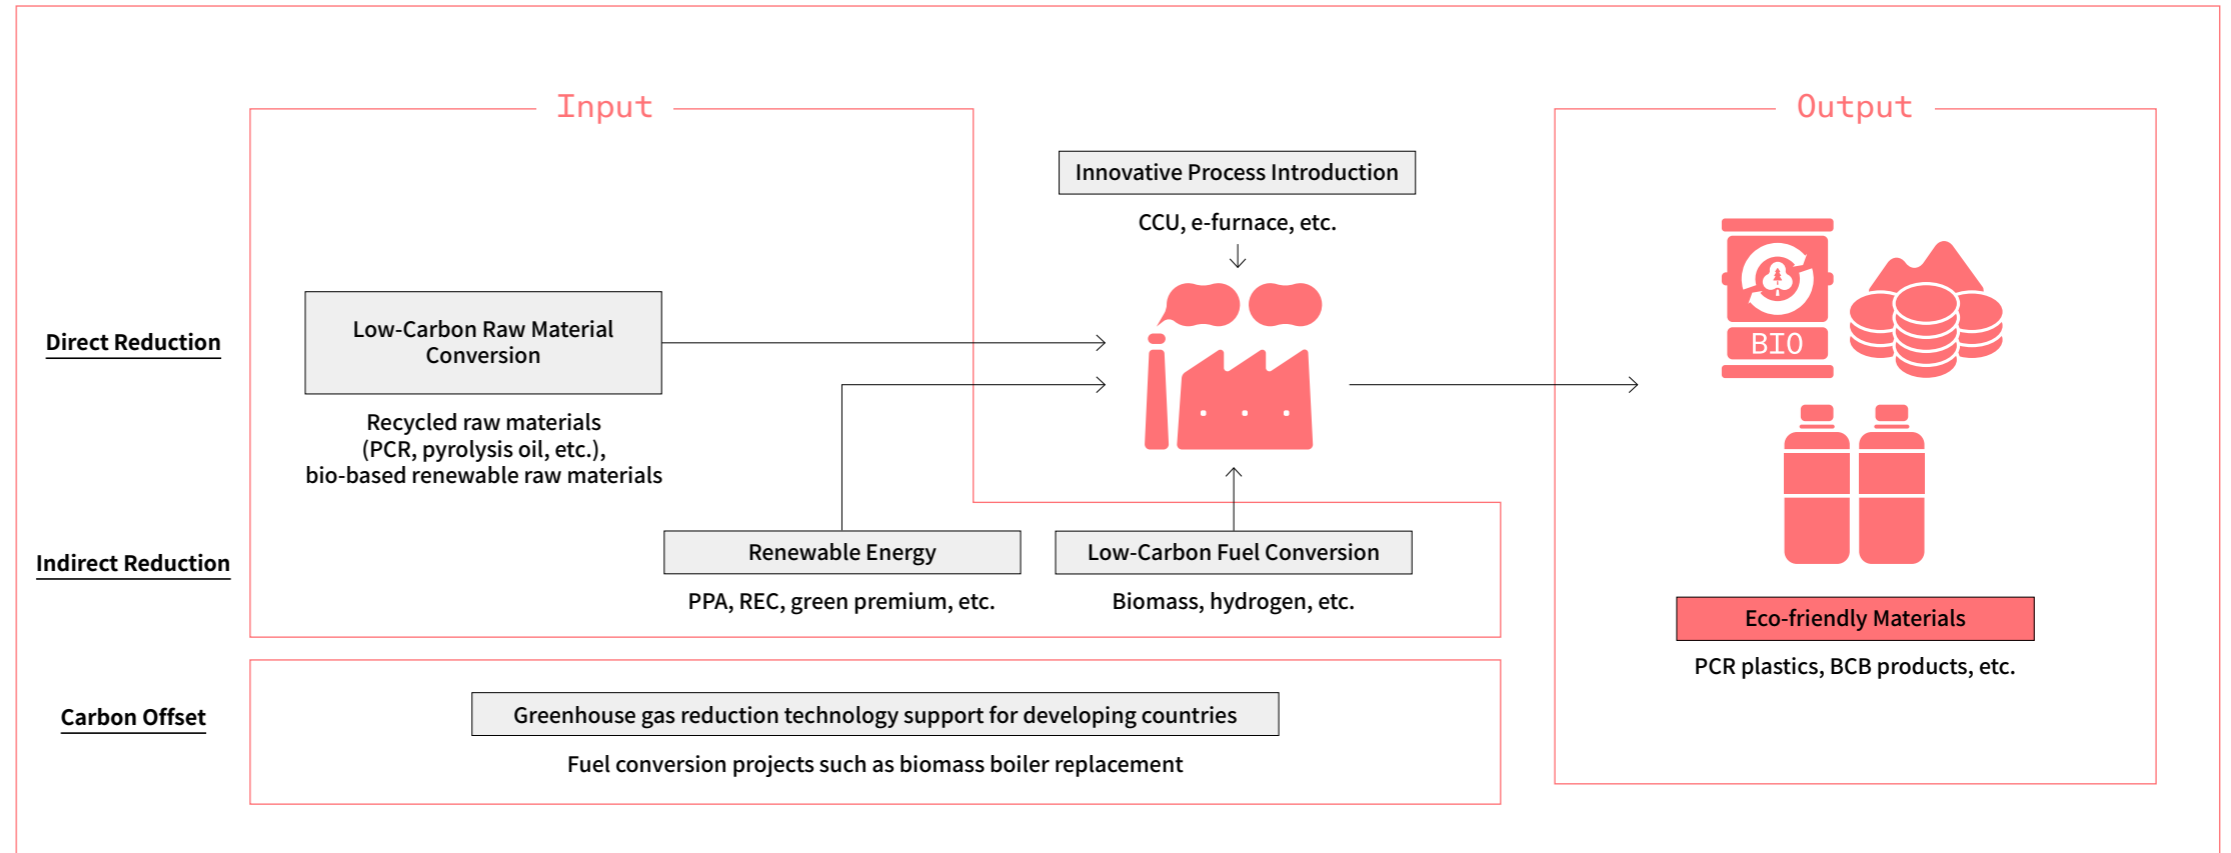 Input
Output
Innovative Process Introduction
CCU, e-furnace, etc.
Direct Reduction
Low-Carbon Raw Material
Conversion
Recycled raw materials
(PCR, pyrolysis oil, etc.),
bio-based renewable raw materials
BIO
Indirect Reduction
Renewable Energy
PPA, REC, green premium, etc.
Low-Carbon Fuel Conversion
Biomass, hydrogen, etc.
Eco-friendly Materials
PCR plastics, BCB products, etc.
Carbon Offset
Greenhouse gas reduction technology support for developing countries
Fuel conversion projects such as biomass boiler replacement